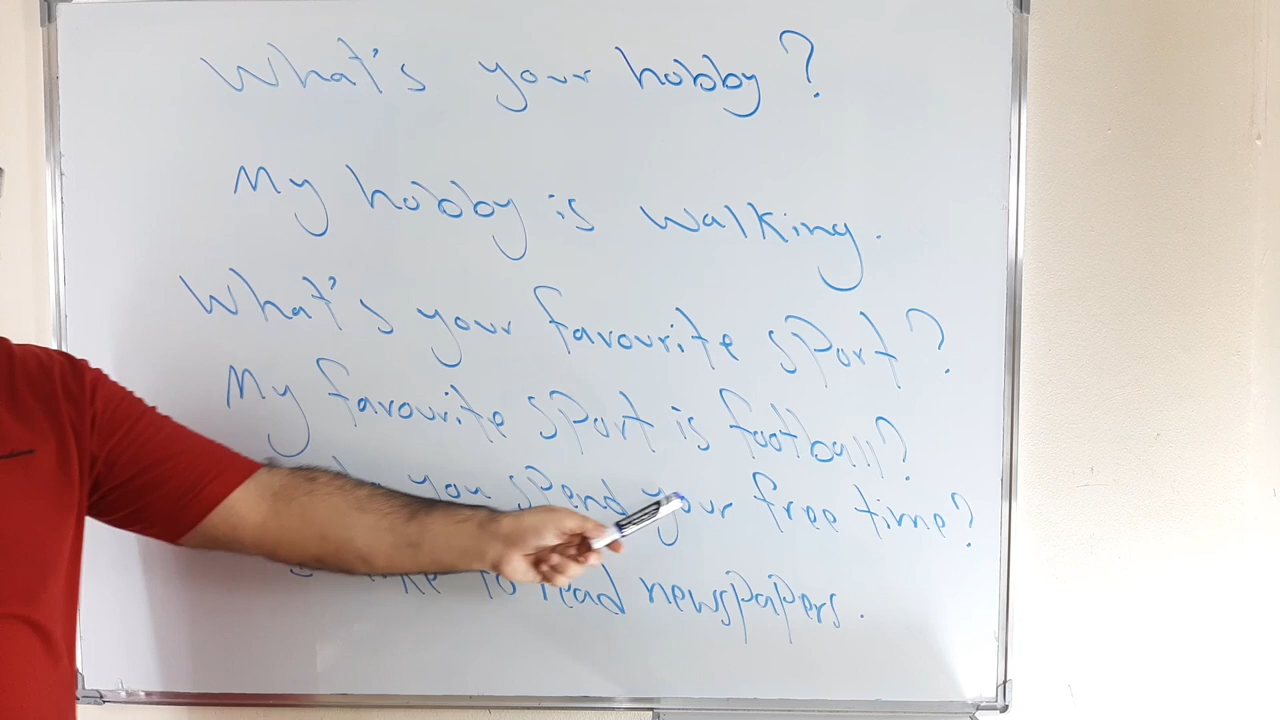 What's your hobby?
My hobby is walking.
What's your favourite sport?
My favourite sport is football?
you spend your free time?
to read newspapers.